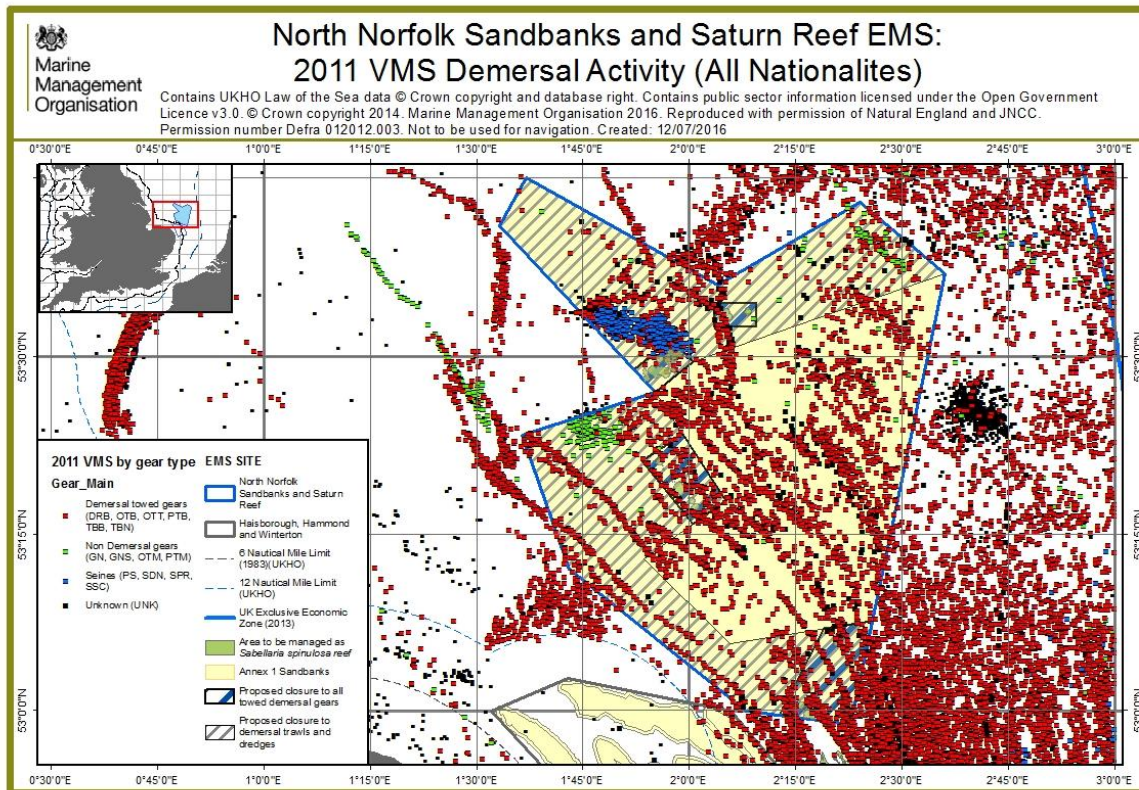 Marine
Management
Organisation
North Norfolk Sandbanks and Saturn Reef EMS:
2011 VMS Demersal Activity (All Nationalites)
Contains UKHO Law of the Sea data © Crown copyright and database right. Contains public sector information licensed under the Open Government
Licence v3.0. © Crown copyright 2014. Marine Management Organisation 2016. Reproduced with permission of Natural England and JNCC.
Permission number Defra 012012.003. Not to be used for navigation. Created: 12/07/2016
0°30'0"E 0°45'0"E 1°0'0"E 1°15'0"E 1°30'0"E 1°45'0"E 2°0'0"E 2°15'0"E 2°30'0"E 2°45'0"E 3°0'0"E
53°30'0"N 53°30'0"N
53°15'0"N 53°15'0"N
53°0'0"N 53°0'0"N
2011 VMS by gear type
Gear_Main
Demersal towed gears
(DRB, OTB, OTT, PTB,
TBB, TBN)
Non Demersal gears
(GN, GNS, OTM, PTM)
Seines (PS, SDN, SPR,
SSC)
Unknown (UNK)
EMS SITE
North Norfolk
Sandbanks and Saturn
Reef
Haisborough, Hammond
and Winterton
6 Nautical Mile Limit
(1983)(UKHO)
12 Nautical Mile Limit
(UKHO)
UK Exclusive Economic
Zone (2013)
Area to be managed as
Sabellaria spinulosa reef
Annex 1 Sandbanks
Proposed closure to all
towed demersal gears
Proposed closure to
demersal trawls and
dredges
0°30'0"E 0°45'0"E 1°0'0"E 1°15'0"E 1°30'0"E 1°45'0"E 2°0'0"E 2°15'0"E 2°30'0"E 2°45'0"E 3°0'0"E